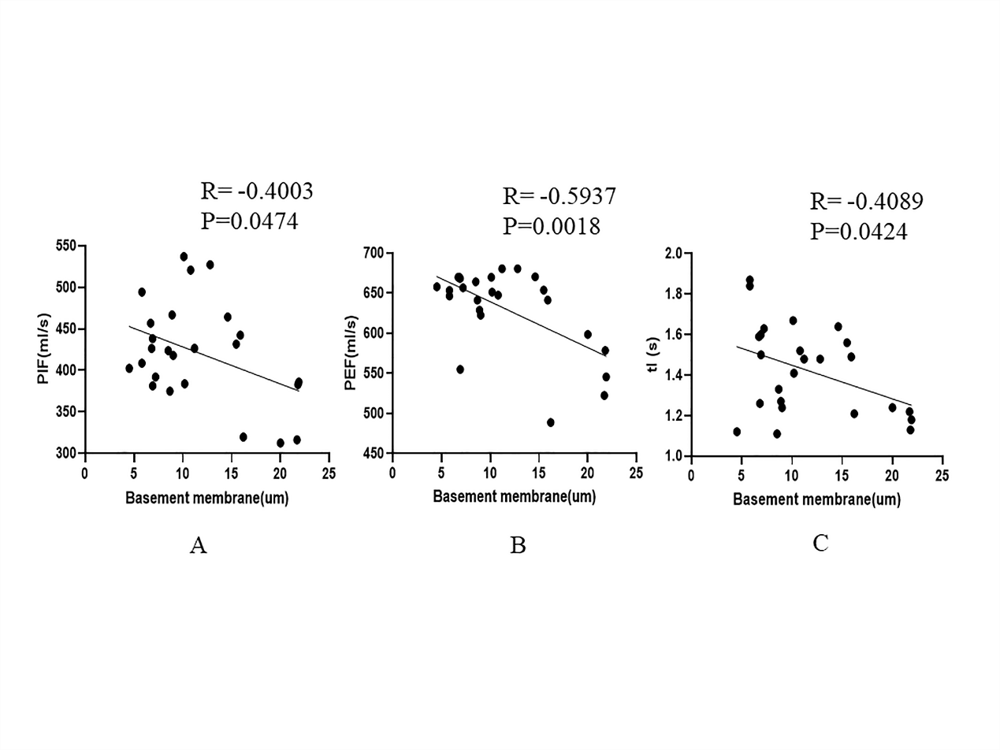 R= -0.4003
P=0.0474
550
500
450
400
350
300
PIF(ml/s)
0 5 10 15 20 25
Basement membrane(um)
A
R= -0.5937
P=0.0018
700
650
600
550
500
450
PEF(ml/s)
0 5 10 15 20 25
Basement membrane(um)
B
R= -0.4089
P=0.0424
2.0
1.8
1.6
1.4
1.2
1.0
tI (s)
0 5 10 15 20 25
Basement membrane(um)
C